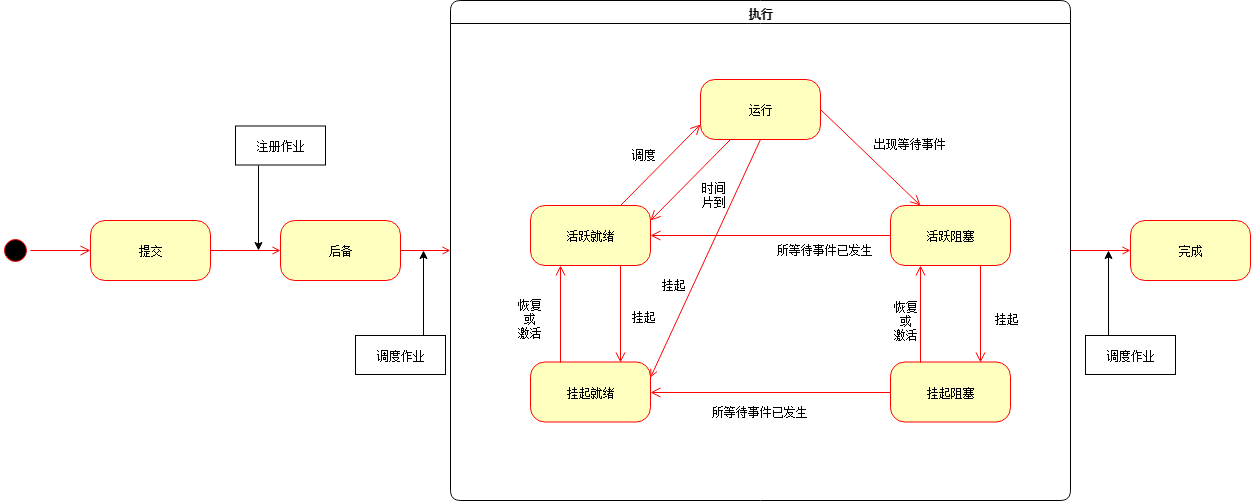 执行
运行
出现等待事件
注册作业
调度
时间
片到
提交
后备
活跃就绪
活跃阻塞
所等待事件已发生
完成
挂起
恢复
或
激活
挂起
恢复
或
激活
挂起
调度作业
调度作业
挂起就绪
挂起阻塞
所等待事件已发生